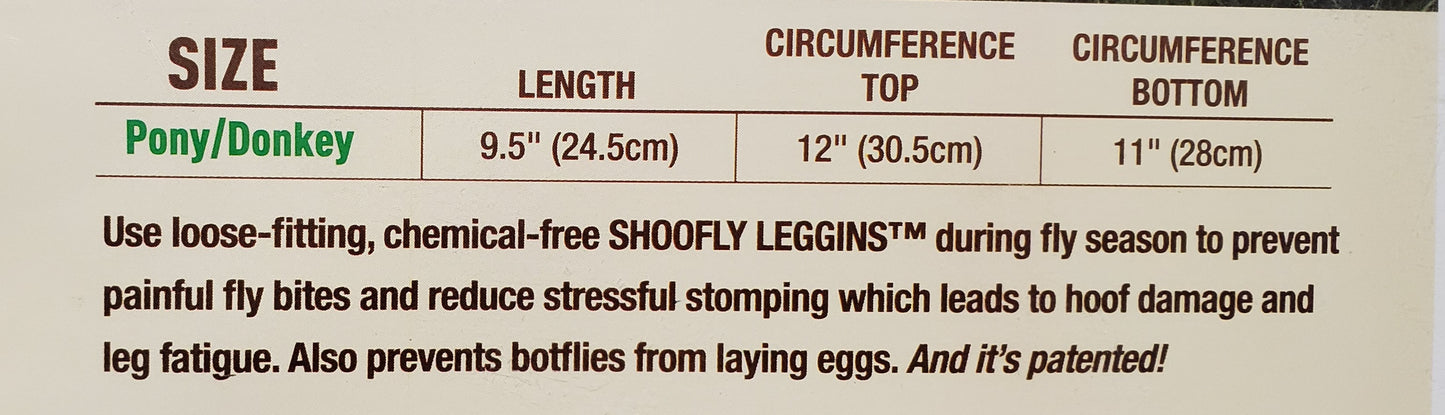 SIZE LENGTH CIRCUMFERENCE TOP CIRCUMFERENCE BOTTOM
Pony/Donkey 9.5" (24.5cm) 12" (30.5cm) 11" (28cm)
Use loose-fitting, chemical-free SHOOFLY LEGGINS™ during fly season to prevent
painful fly bites and reduce stressful stomping which leads to hoof damage and
leg fatigue. Also prevents botflies from laying eggs. And it's patented!